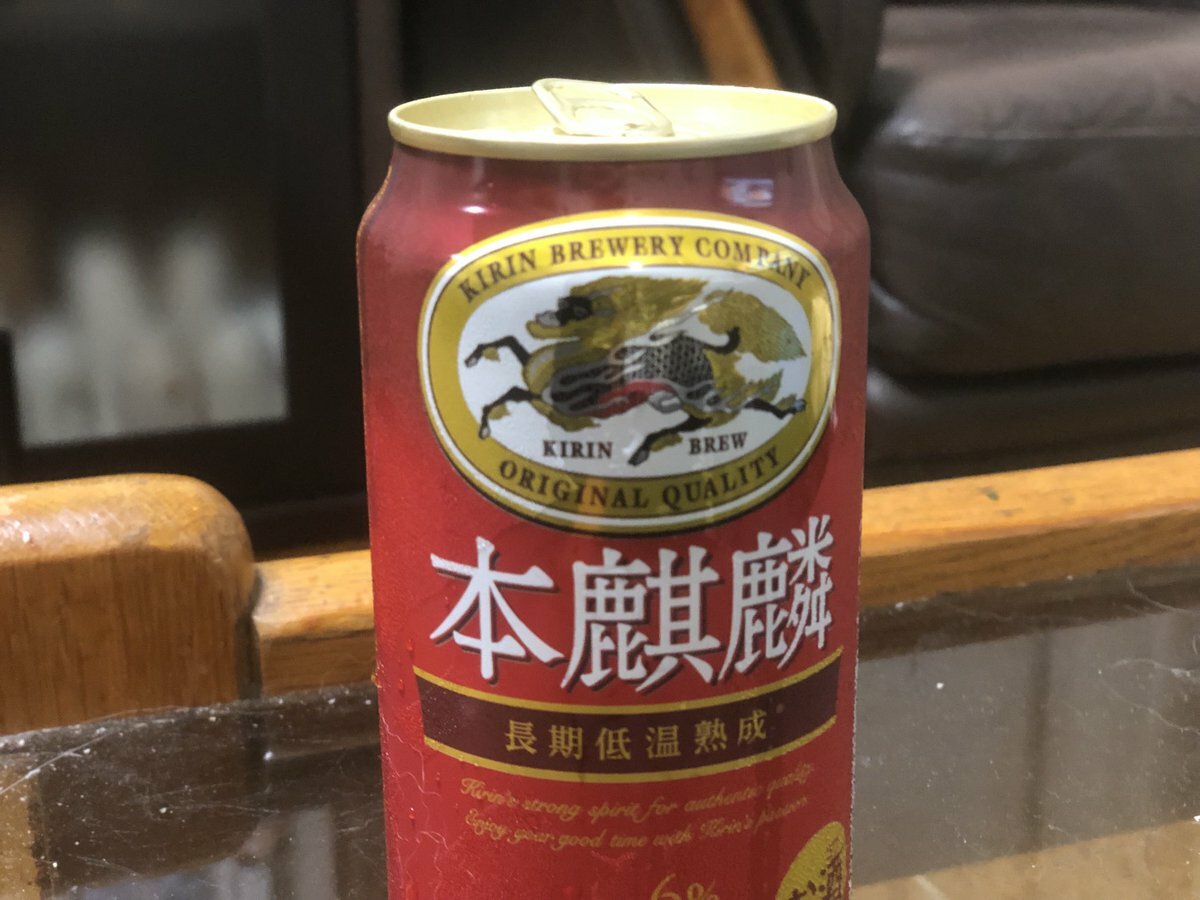 KIRIN BREWERY COMPANY
KIRIN BREW
ORIGINAL QUALITY
本麒麟
長期低温熟成
Kirin's strong spirit for authentic quality.
Enjoy your good time with Kirin's passion.
6%